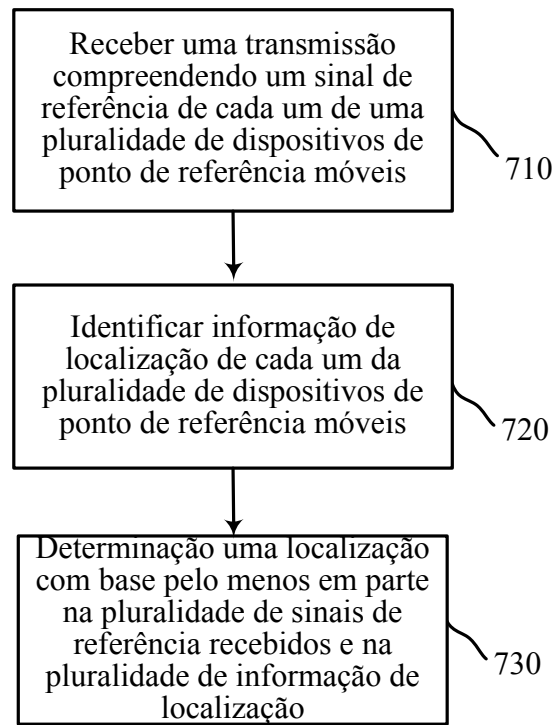 Receber uma transmissão
compreendendo um sinal de
referência de cada um de uma
pluralidade de dispositivos de
ponto de referência móveis
710
Identificar informação de
localização de cada um da
pluralidade de dispositivos de
ponto de referência móveis
720
Determinação uma localização
com base pelo menos em parte
na pluralidade de sinais de
referência recebidos e na
pluralidade de informação de
localização
730